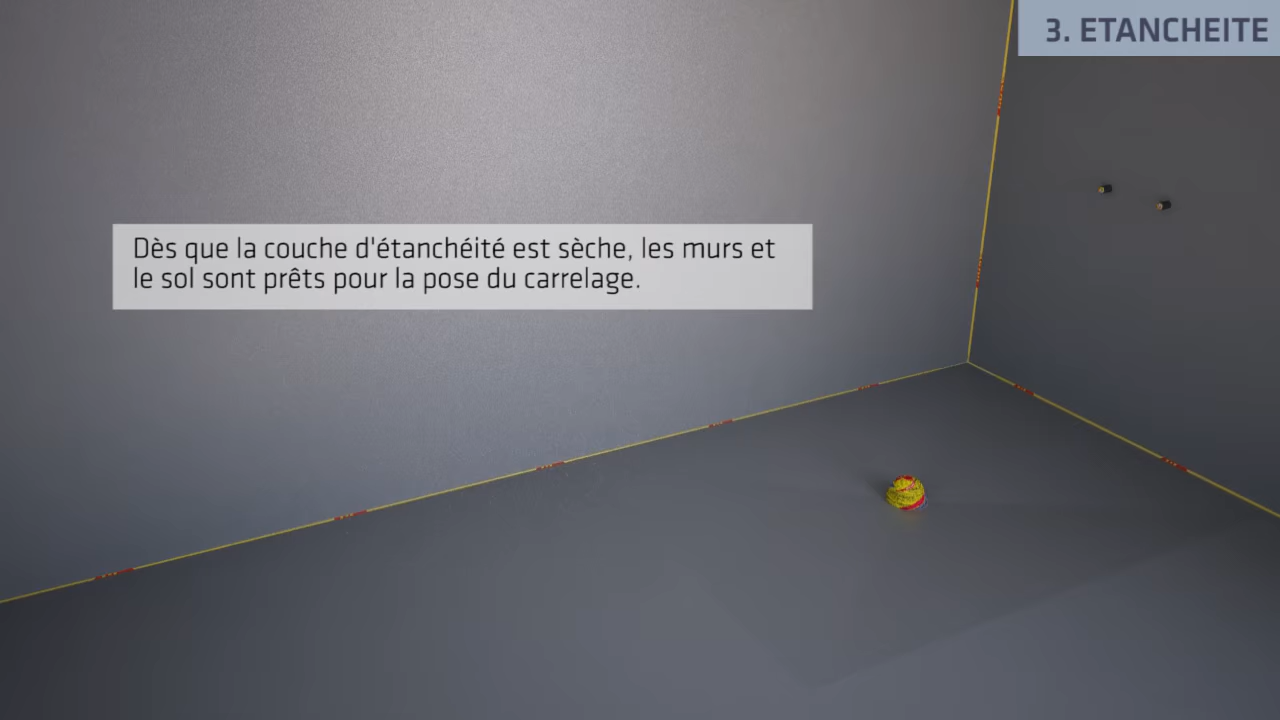 3. ETANCHEITE
Dès que la couche d'étanchéité est sèche, les murs et
le sol sont prêts pour la pose du carrelage.